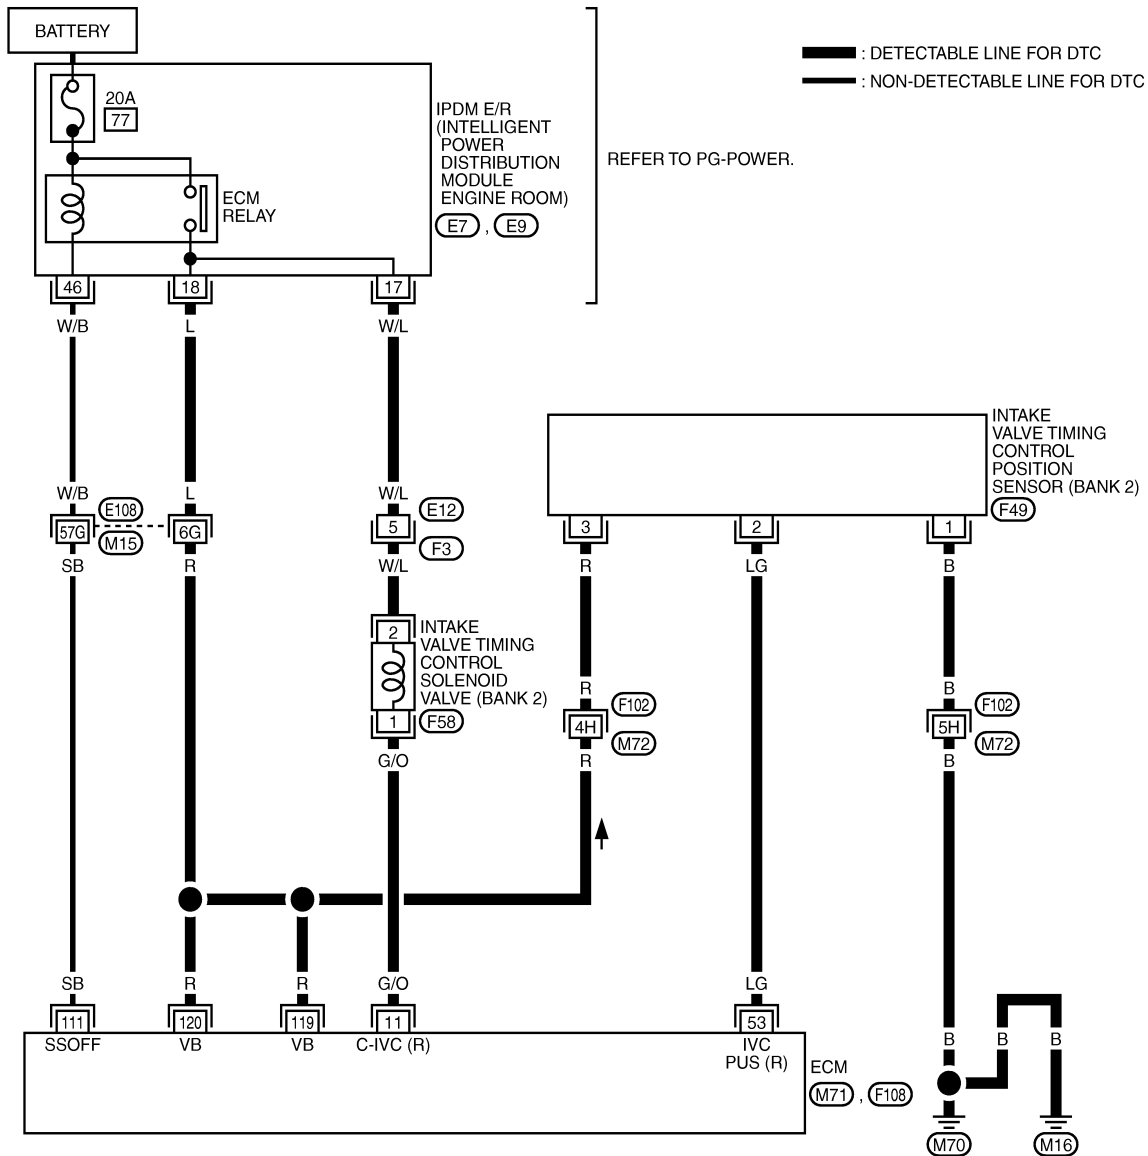 BATTERY
: DETECTABLE LINE FOR DTC
: NON-DETECTABLE LINE FOR DTC
20A
77
IPDM E/R
(INTELLIGENT
POWER
DISTRIBUTION
MODULE
ENGINE ROOM)
E7 , E9
REFER TO PG-POWER.
ECM
RELAY
46 18 17
W/B L W/L
W/B L W/L
E108
E12
57G 6G 5
M15
F3
SB R W/L
INTAKE
VALVE TIMING
CONTROL
POSITION
SENSOR (BANK 2)
F49
3 2 1
R LG B
2
INTAKE
VALVE TIMING
CONTROL
SOLENOID
VALVE (BANK 2)
1
F58
G/O
R B
F102 F102
4H 5H
M72 M72
R B
SB R R G/O LG
111 120 119 11 53
SSOFF VB VB C-IVC (R) IVC
PUS (R)
B B B
ECM
M71 , F108
M70 M16